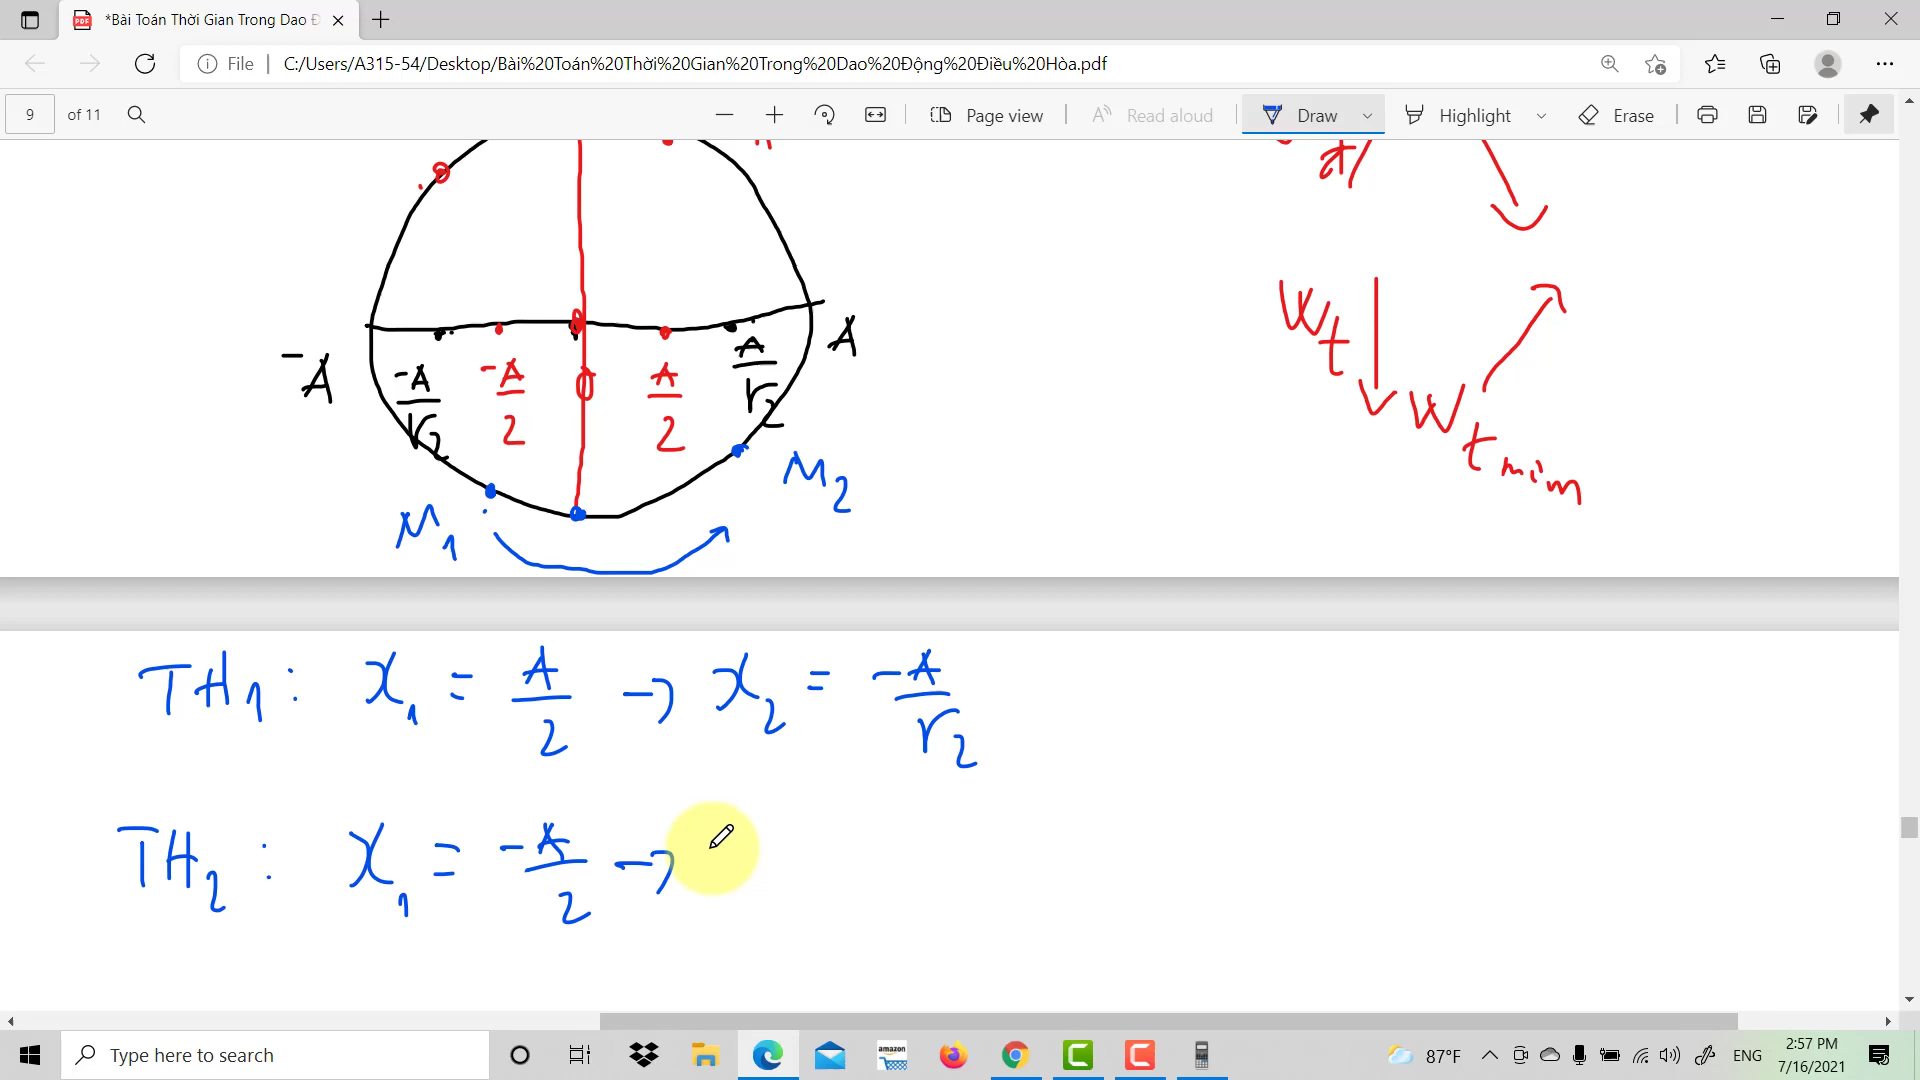 *Bài Toán Thời Gian Trong Dao Đ
File
C:/Users/A315-54/Desktop/Bài%20Toán%20Thời%20Gian%20Trong%20Dao%20Động%20Điều%20Hòa.pdf
9 of 11
Page view
Read aloud
Draw
Highlight
Erase
-A
-A/√2
-A/2
0
A/2
A/√2
A
M1
M2
Wt
Wt min
TH1 : x1 = A/2 → x2 = -A/√2
TH2 : x1 = -A/2 →
Type here to search
amazon
87°F
ENG
2:57 PM
7/16/2021